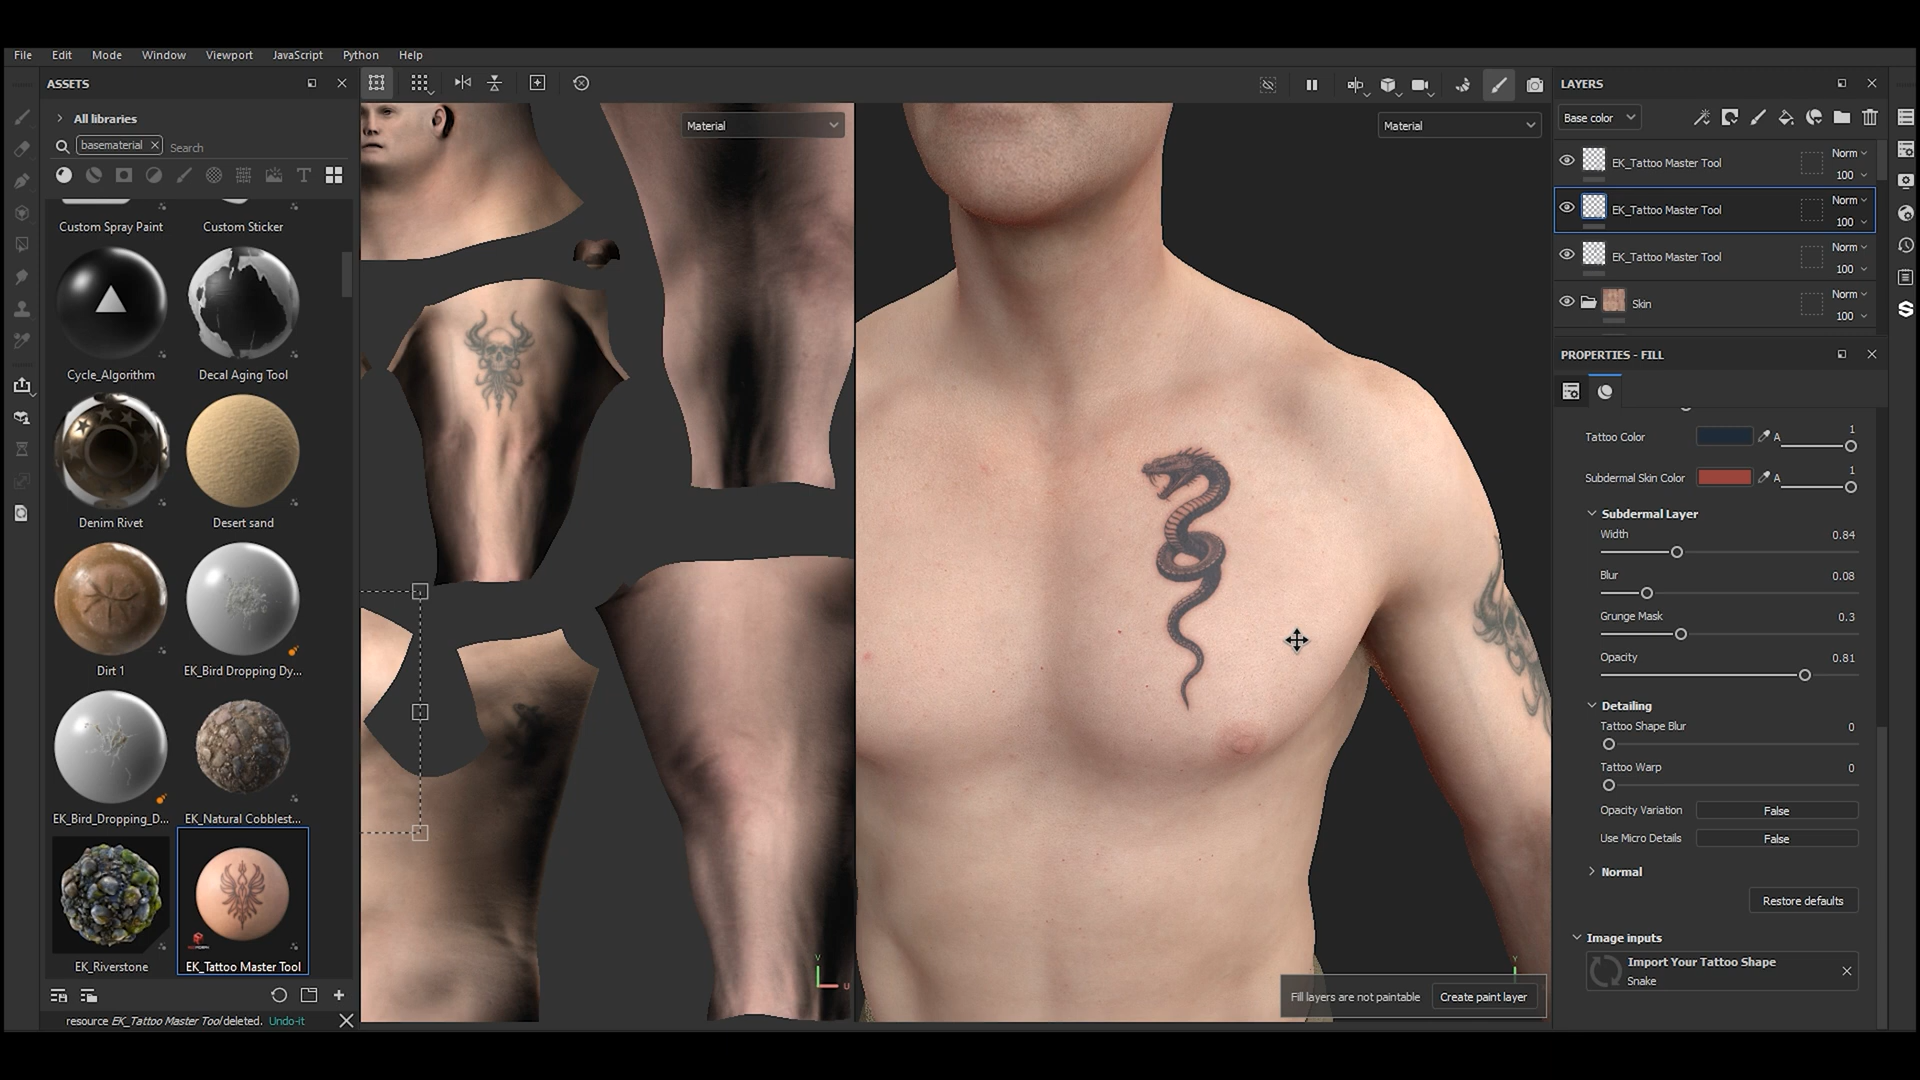 File Edit Mode Window Viewport JavaScript Python Help
ASSETS
All libraries
basematerial Search
Custom Spray Paint Custom Sticker
Cycle_Algorithm Decal Aging Tool
Denim Rivet Desert sand
Dirt 1 EK_Bird Dropping Dy...
EK_Bird_Dropping_D... EK_Natural Cobblest...
EK_Riverstone EK_Tattoo Master Tool
resource EK_Tattoo Master Tool deleted. Undo-it
Material
V
U
Material
Y
Fill layers are not paintable Create paint layer
LAYERS
Base color
EK_Tattoo Master Tool Norm 100
EK_Tattoo Master Tool Norm 100
EK_Tattoo Master Tool Norm 100
Skin Norm 100
PROPERTIES - FILL
Tattoo Color A 1
Subdermal Skin Color A 1
Subdermal Layer
Width 0.84
Blur 0.08
Grunge Mask 0.3
Opacity 0.81
Detailing
Tattoo Shape Blur 0
Tattoo Warp 0
Opacity Variation False
Use Micro Details False
Normal
Restore defaults
Image inputs
Import Your Tattoo Shape
Snake